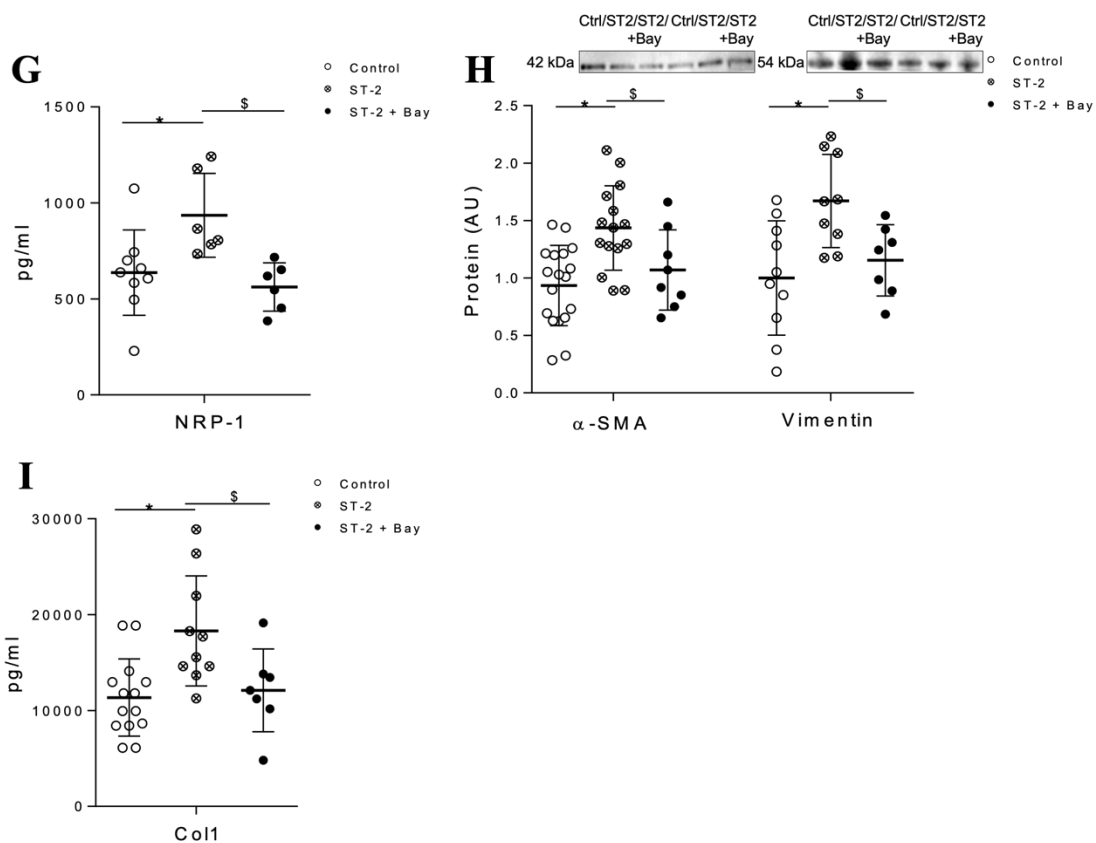 G
Control
ST-2
ST-2 + Bay
1500
1000
500
0
pg/ml
*
$
NRP-1
H
Ctrl/ST2/ST2/ Ctrl/ST2/ST2
+Bay +Bay
42 kDa
Ctrl/ST2/ST2/ Ctrl/ST2/ST2
+Bay +Bay
54 kDa
Control
ST-2
ST-2 + Bay
2.5
2.0
1.5
1.0
0.5
0.0
Protein (AU)
*
$
*
$
α-SMA
Vimentin
I
Control
ST-2
ST-2 + Bay
30000
20000
10000
0
pg/ml
*
$
Col1